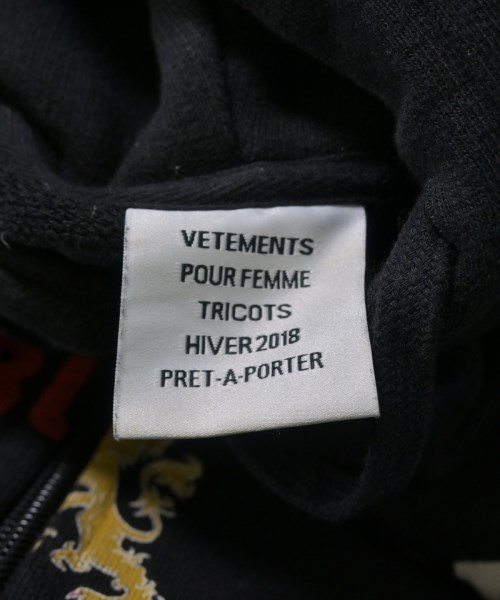 VETEMENTS
POUR FEMME
TRICOTS
HIVER 2018
PRET-A-PORTER